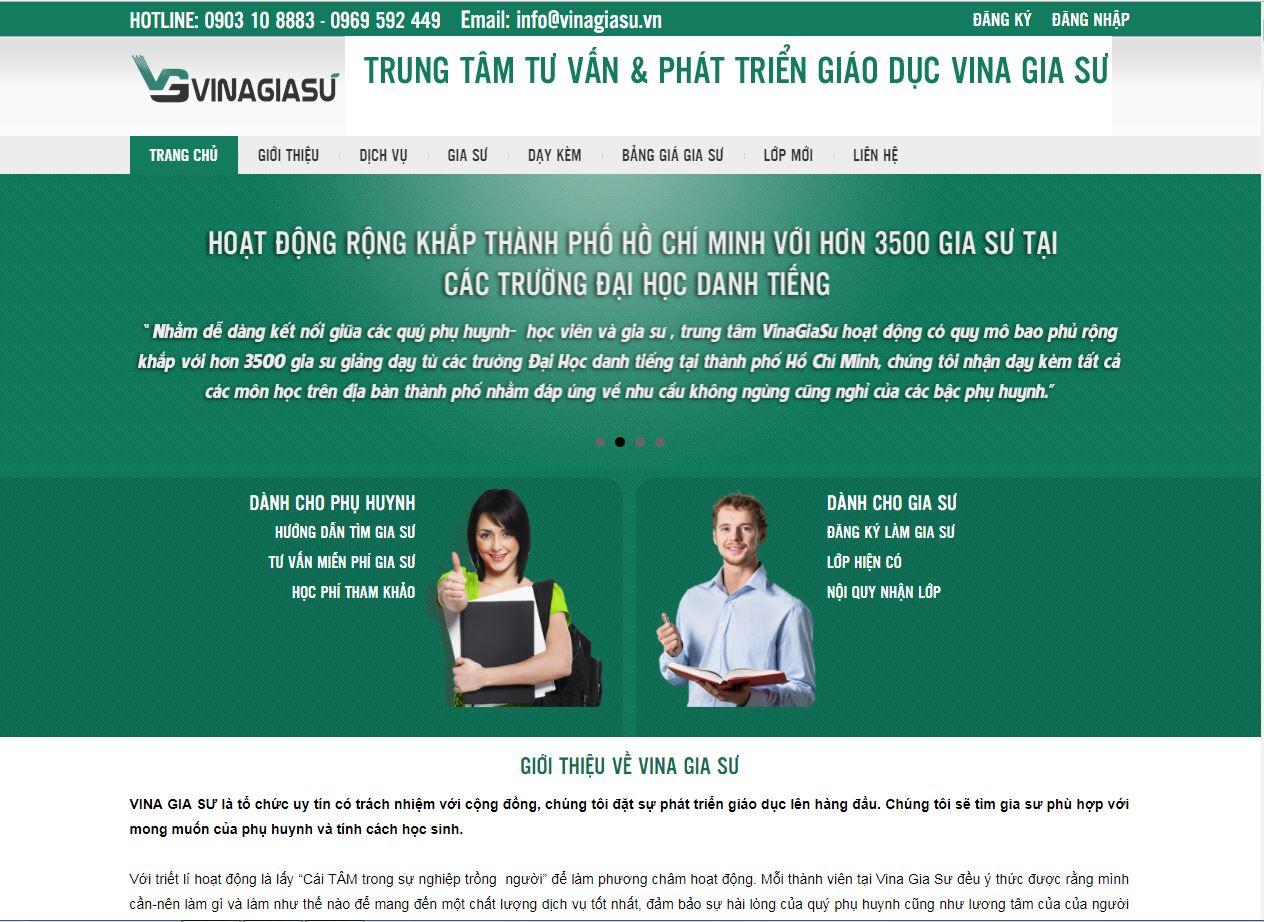 HOTLINE: 0903 10 8883 - 0969 592 449 Email: info@vinagiasu.vn
ĐĂNG KÝ ĐĂNG NHẬP
VGVINAGIASƯ
TRUNG TÂM TƯ VẤN & PHÁT TRIỂN GIÁO DỤC VINA GIA SƯ
TRANG CHỦ GIỚI THIỆU DỊCH VỤ GIA SƯ DẠY KÈM BẢNG GIÁ GIA SƯ LỚP MỚI LIÊN HỆ
HOẠT ĐỘNG RỘNG KHẮP THÀNH PHỐ HỒ CHÍ MINH VỚI HƠN 3500 GIA SƯ TẠI
CÁC TRƯỜNG ĐẠI HỌC DANH TIẾNG
“ Nhằm dễ dàng kết nối giữa các quý phụ huynh- học viên và gia sư , trung tâm VinaGiaSư hoạt động có quy mô bao phủ rộng
khắp với hơn 3500 gia sư giảng dạy từ các trường Đại Học danh tiếng tại thành phố Hồ Chí Minh, chúng tôi nhận dạy kèm tất cả
các môn học trên địa bàn thành phố nhằm đáp ứng về nhu cầu không ngừng cũng nghỉ của các bậc phụ huynh.”
DÀNH CHO PHỤ HUYNH
HƯỚNG DẪN TÌM GIA SƯ
TƯ VẤN MIỄN PHÍ GIA SƯ
HỌC PHÍ THAM KHẢO
DÀNH CHO GIA SƯ
ĐĂNG KÝ LÀM GIA SƯ
LỚP HIỆN CÓ
NỘI QUY NHẬN LỚP
GIỚI THIỆU VỀ VINA GIA SƯ
VINA GIA SƯ là tổ chức uy tín có trách nhiệm với cộng đồng, chúng tôi đặt sự phát triển giáo dục lên hàng đầu. Chúng tôi sẽ tìm gia sư phù hợp với
mong muốn của phụ huynh và tính cách học sinh.
Với triết lí hoạt động là lấy “Cái TÂM trong sự nghiệp trồng người” để làm phương châm hoạt động. Mỗi thành viên tại Vina Gia Sư đều ý thức được rằng mình
cần-nên làm gì và làm như thế nào để mang đến một chất lượng dịch vụ tốt nhất, đảm bảo sự hài lòng của quý phụ huynh cũng như lương tâm của của người